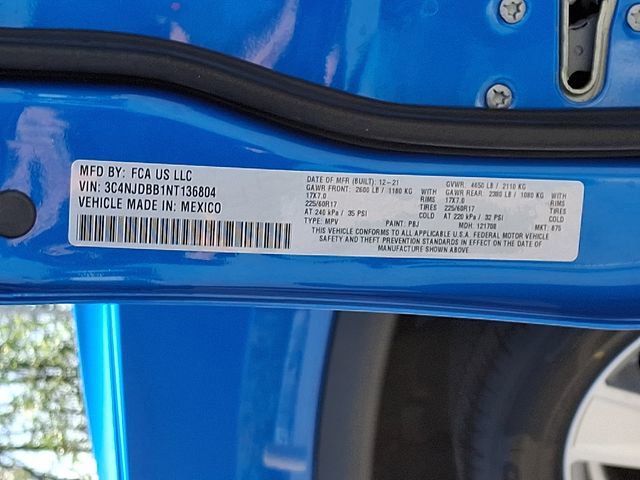 MFD BY: FCA US LLC
VIN: 3C4NJDBB1NT136804
VEHICLE MADE IN: MEXICO
DATE OF MFR (BUILT): 12-21 GVWR: 4650 LB / 2110 KG
GAWR FRONT: 2600 LB / 1180 KG WITH GAWR REAR: 2380 LB / 1080 KG WITH
17X7.0 RIMS 17X7.0 RIMS
225/60R17 TIRES 225/60R17 TIRES
AT 240 kPa / 35 PSI COLD AT 220 kPa / 32 PSI COLD
TYPE: MPV PAINT: PBJ MDH: 121708 MKT: 875
THIS VEHICLE CONFORMS TO ALL APPLICABLE U.S.A. FEDERAL MOTOR VEHICLE
SAFETY AND THEFT PREVENTION STANDARDS IN EFFECT ON THE DATE OF
MANUFACTURE SHOWN ABOVE.